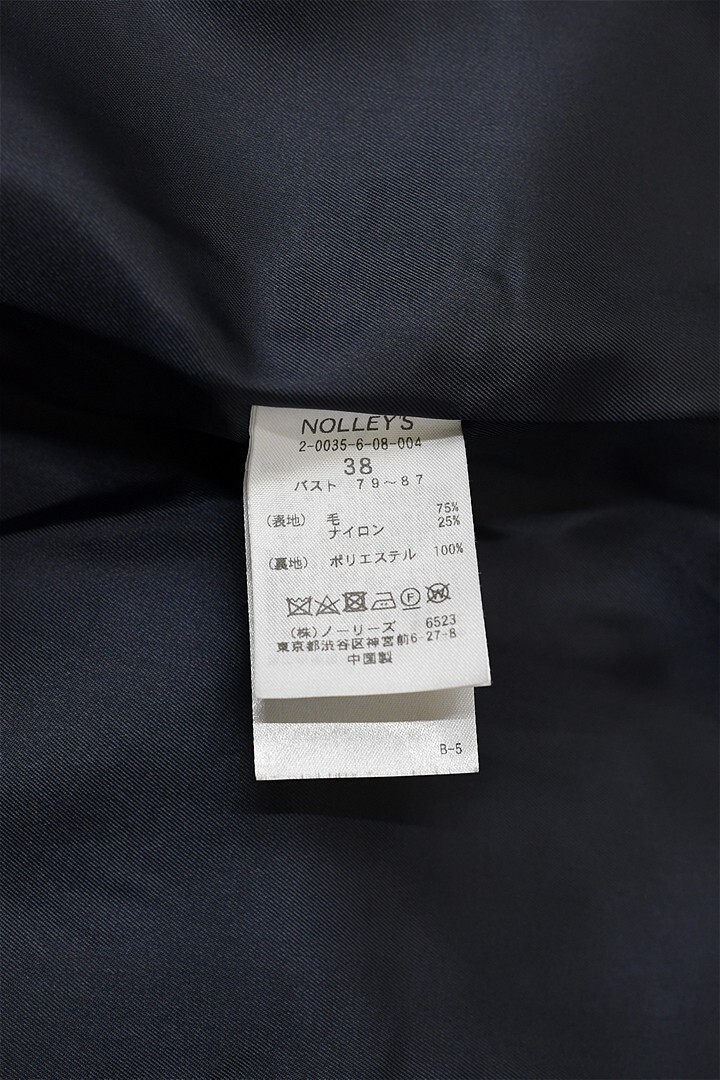 NOLLEY'S
2-0035-6-08-004
38
バスト 79~87
(表地) 毛 75%
ナイロン 25%
(裏地) ポリエステル 100%
F W
(株)ノーリーズ 6523
東京都渋谷区神宮前6-27-8
中国製
B-5